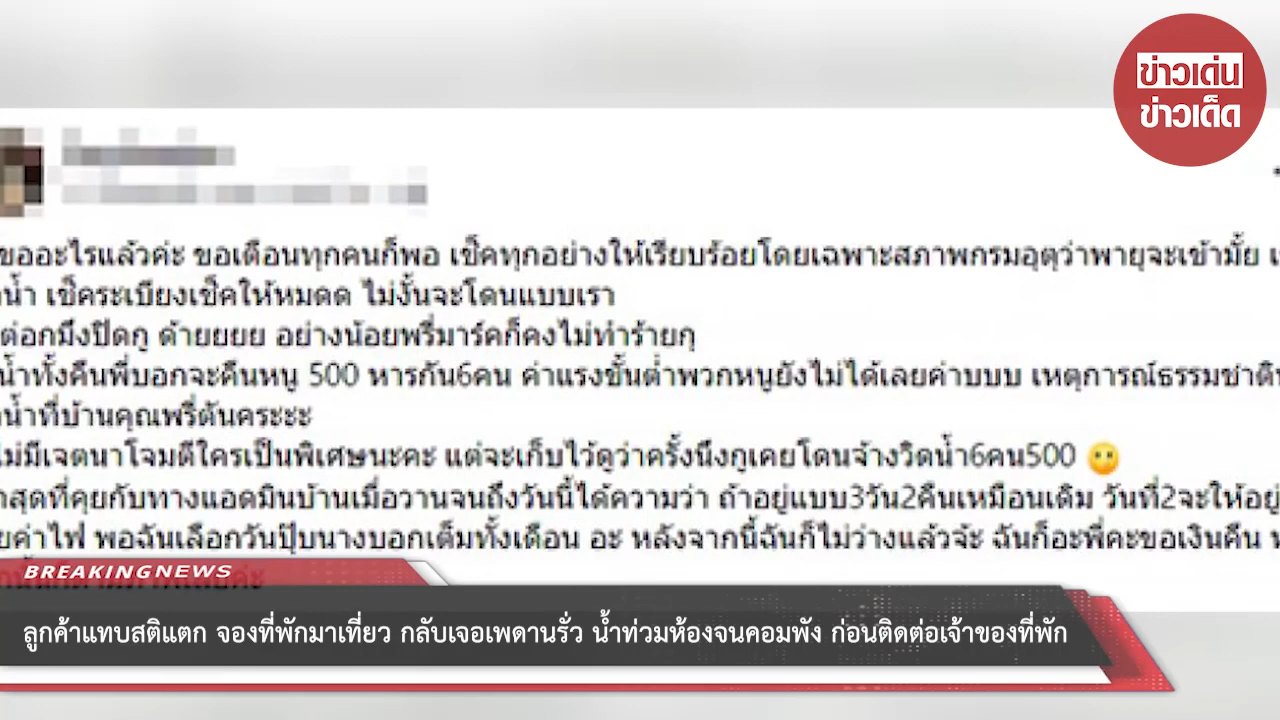 ข่าวเด่น
ข่าวเด็ด
ขออะไรแล้วค่ะ ขอเตือนทุกคนก็พอ เช็คทุกอย่างให้เรียบร้อยโดยเฉพาะสภาพกรมอุตุว่าพายุจะเข้ามั้ย
น้ำ เช็คระเบียงเช็คให้หมดด ไม่งั้นจะโดนแบบเรา
ต่อกมึงปิดกู ด้ายยยย อย่างน้อยพรี่มาร์คก็คงไม่ทำร้ายกุ
น้ำทั้งคืนพี่บอกจะคืนหนู 500 หารกัน6คน ค่าแรงขั้นต่ำพวกหนูยังไม่ได้เลยค่าบบบ เหตุการณ์ธรรมชาติ
น้ำที่บ้านคุณพรี่ตันคระะะ
ไม่มีเจตนาโจมตีใครเป็นพิเศษนะคะ แต่จะเก็บไว้ดูว่าครั้งนึงกูเคยโดนจ้างวิดน้ำ6คน500 😶
สุดที่คุยกับทางแอดมินบ้านเมื่อวานจนถึงวันนี้ได้ความว่า ถ้าอยู่แบบ3วัน2คืนเหมือนเดิม วันที่2จะให้อยู่
ค่าไฟ พอฉันเลือกวันปุ๊บนางบอกเต็มทั้งเดือน อะ หลังจากนี้ฉันก็ไม่ว่างแล้วจ้ะ ฉันก็อะพี่คะขอเงินคืน
BREAKINGNEWS
ลูกค้าแทบสติแตก จองที่พักมาเที่ยว กลับเจอเพดานรั่ว น้ำท่วมห้องจนคอมพัง ก่อนติดต่อเจ้าของที่พัก